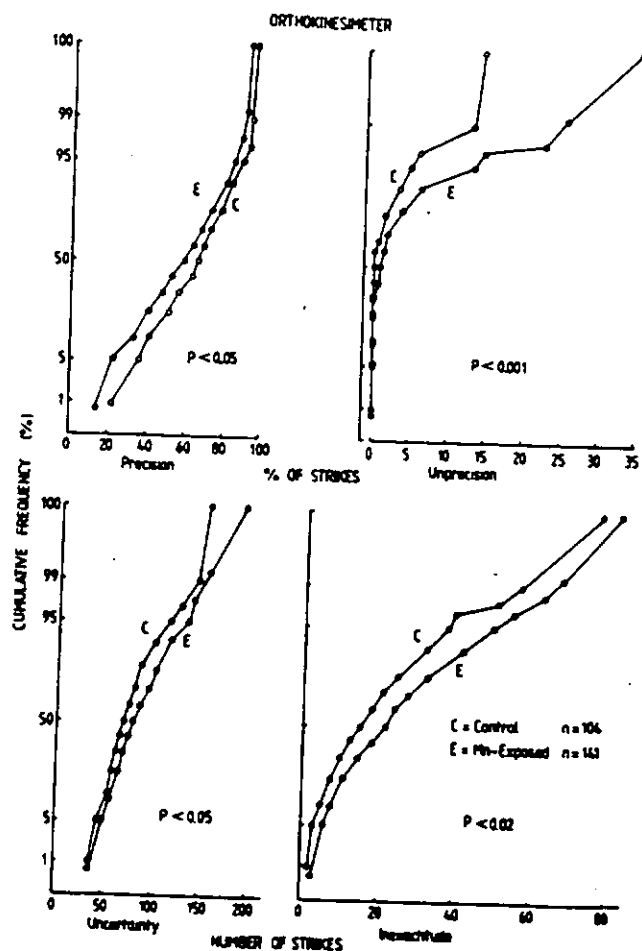 ORTHOKINESIMETER
100
99
95
50
5
1
E
C
P < 0.05
0 20 40 60 80 100
Precision
C
E
P < 0.001
0 5 10 15 20 25 30 35
Unprecision
% OF STRIKES
CUMULATIVE FREQUENCY (%)
100
99
95
50
5
1
C
E
P < 0.05
0 50 100 150 200
Uncertainty
C
E
C = Control n = 104
E = Mn-Exposed n = 141
P < 0.02
0 20 40 60 80
Inexactitude
NUMBER OF STRIKES